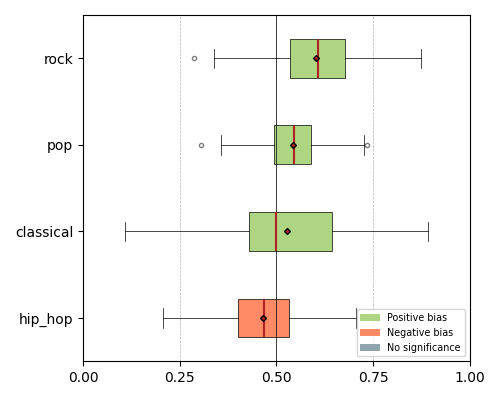 rock
pop
classical
hip_hop
Positive bias
Negative bias
No significance
0.00 0.25 0.50 0.75 1.00